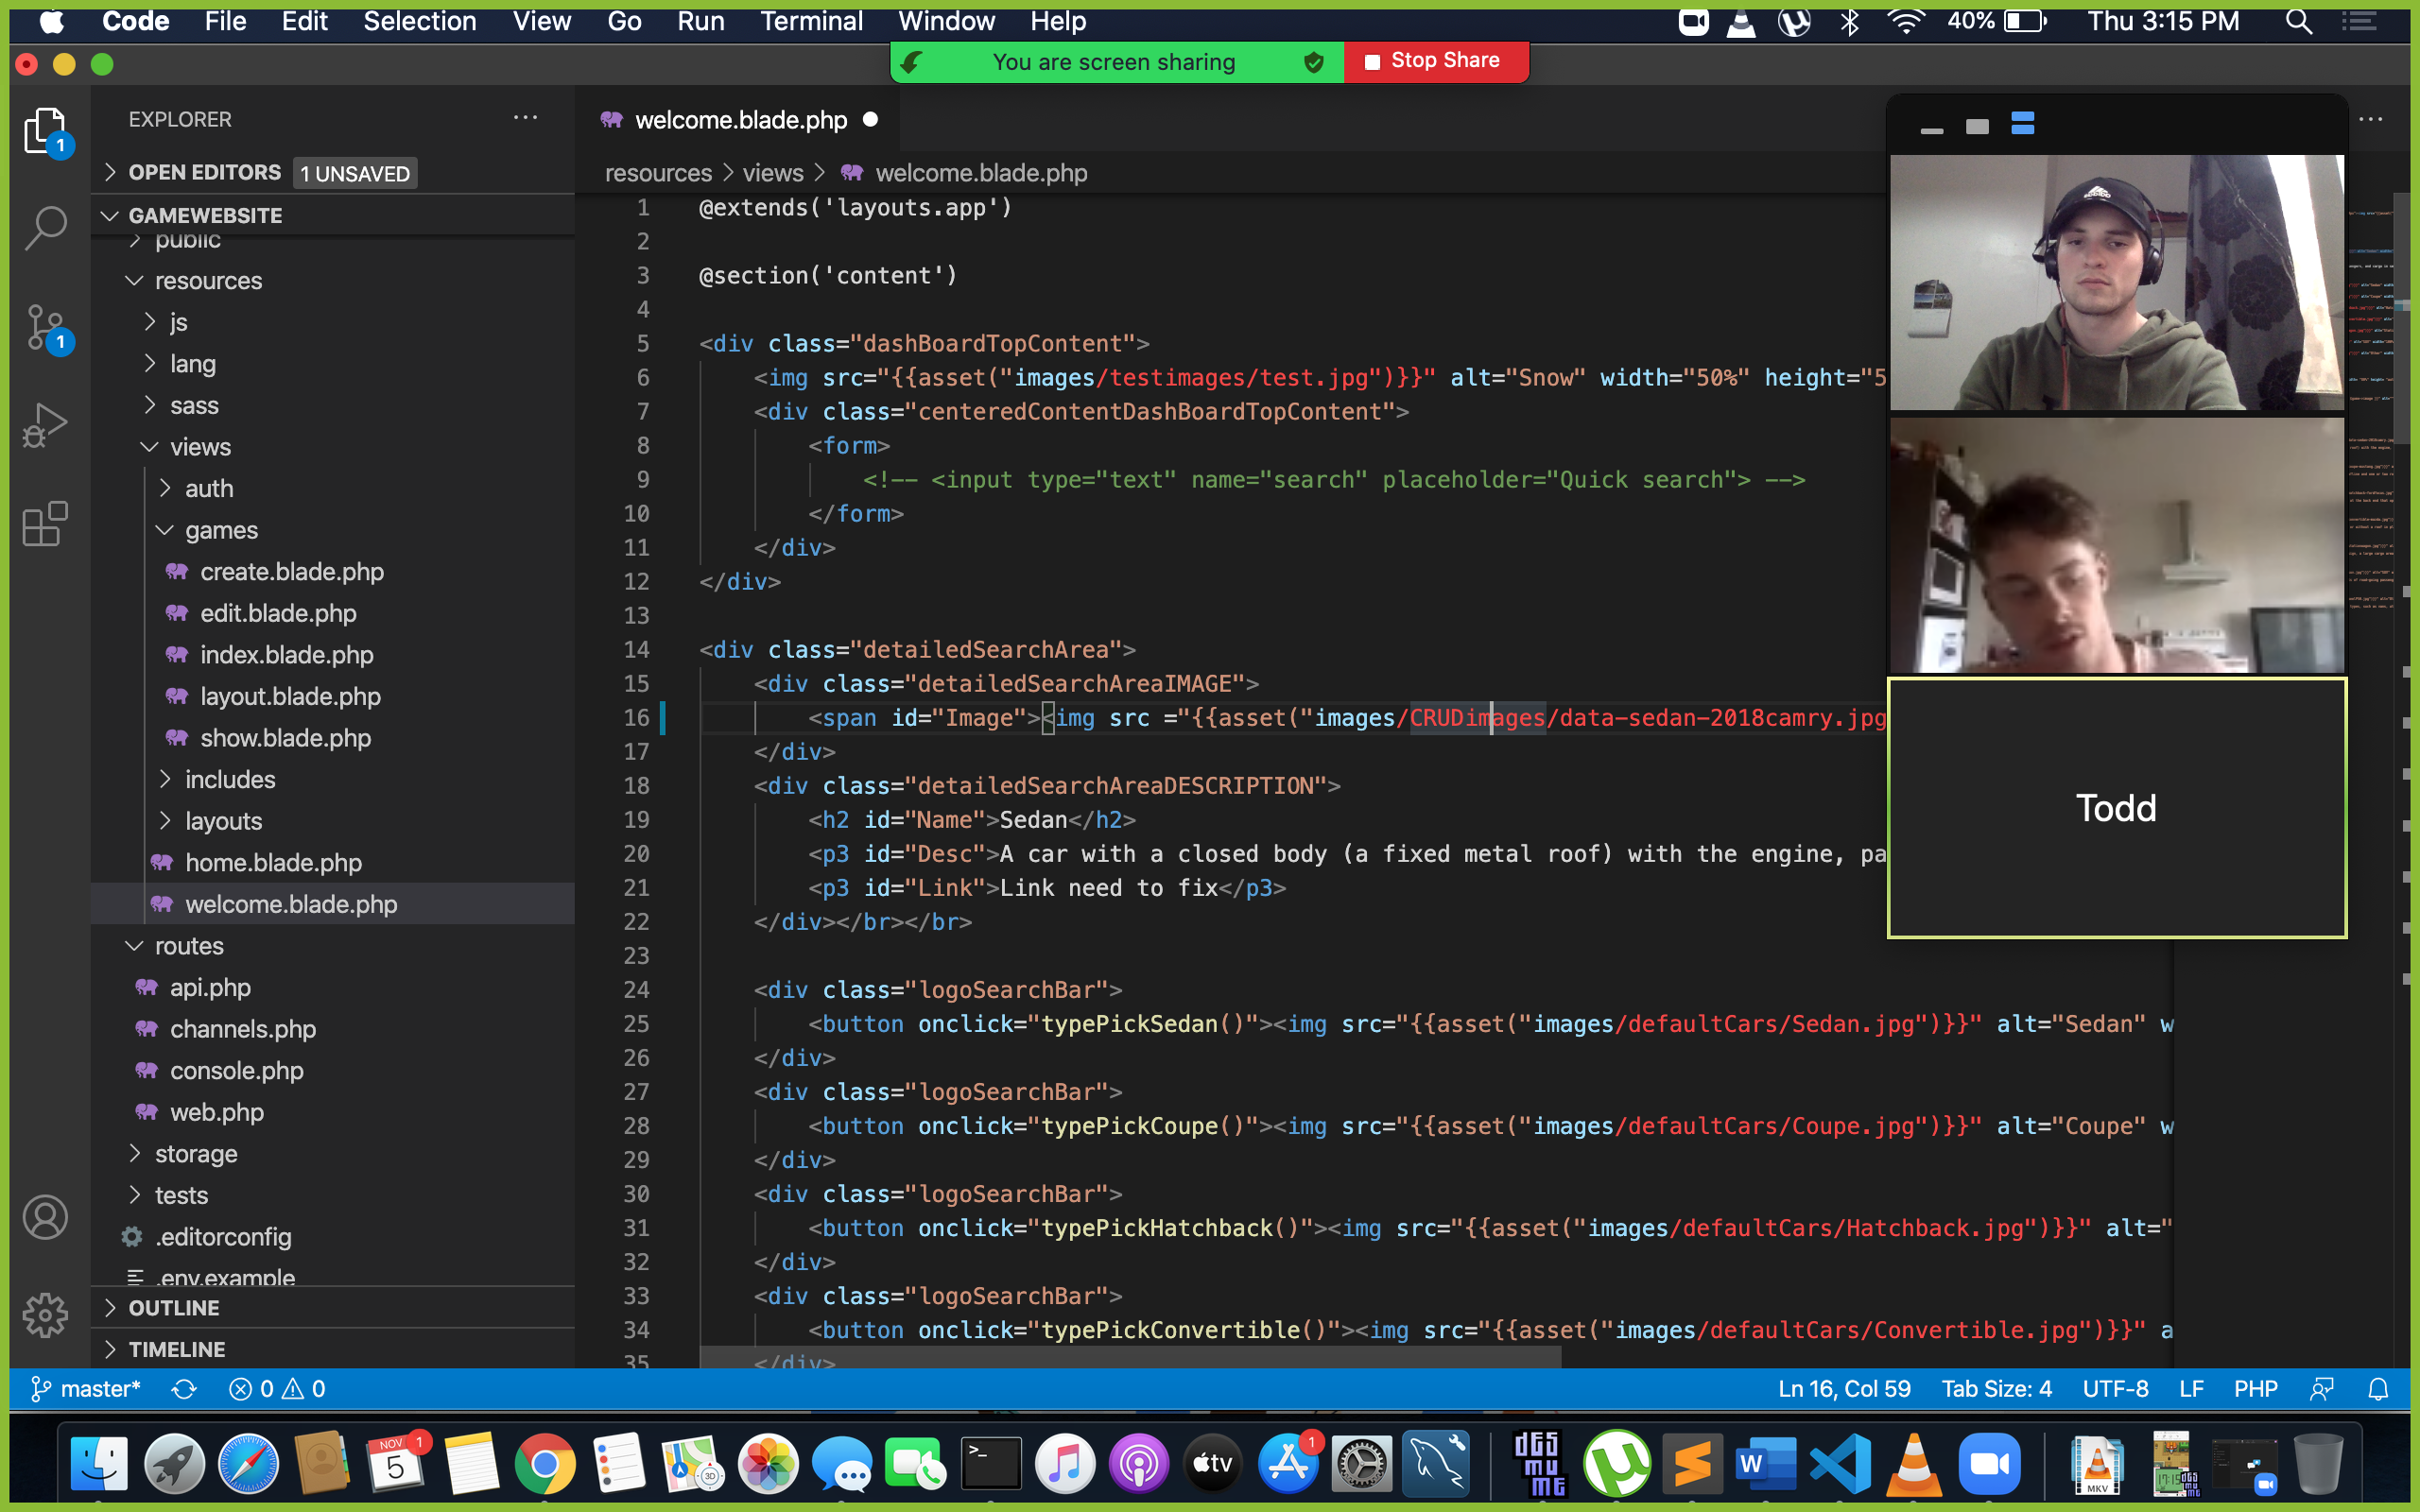 Code File Edit Selection View Go Run Terminal Window Help 40% Thu 3:15 PM
You are screen sharing Stop Share
EXPLORER
welcome.blade.php
OPEN EDITORS 1 UNSAVED
resources > views > welcome.blade.php
GAMEWEBSITE
public
resources
js
lang
sass
views
auth
games
create.blade.php
edit.blade.php
index.blade.php
layout.blade.php
show.blade.php
includes
layouts
home.blade.php
welcome.blade.php
routes
api.php
channels.php
console.php
web.php
storage
tests
.editorconfig
.env.example
OUTLINE
TIMELINE
1 @extends('layouts.app')
2
3 @section('content')
4
5 <div class="dashBoardTopContent">
6 <img src="{{asset("images/testimages/test.jpg")}}" alt="Snow" width="50%" height="5
7 <div class="centeredContentDashBoardTopContent">
8 <form>
9 <!-- <input type="text" name="search" placeholder="Quick search"> -->
10 </form>
11 </div>
12 </div>
13
14 <div class="detailedSearchArea">
15 <div class="detailedSearchAreaIMAGE">
16 <span id="Image"><img src ="{{asset("images/CRUDimages/data-sedan-2018camry.jpg
17 </div>
18 <div class="detailedSearchAreaDESCRIPTION">
19 <h2 id="Name">Sedan</h2>
20 <p3 id="Desc">A car with a closed body (a fixed metal roof) with the engine, pa
21 <p3 id="Link">Link need to fix</p3>
22 </div></br></br>
23
24 <div class="logoSearchBar">
25 <button onclick="typePickSedan()"><img src="{{asset("images/defaultCars/Sedan.jpg")}}" alt="Sedan" w
26 </div>
27 <div class="logoSearchBar">
28 <button onclick="typePickCoupe()"><img src="{{asset("images/defaultCars/Coupe.jpg")}}" alt="Coupe" w
29 </div>
30 <div class="logoSearchBar">
31 <button onclick="typePickHatchback()"><img src="{{asset("images/defaultCars/Hatchback.jpg")}}" alt="
32 </div>
33 <div class="logoSearchBar">
34 <button onclick="typePickConvertible()"><img src="{{asset("images/defaultCars/Convertible.jpg")}}" a
35 </div>
Todd
1
1
master* 0 0 Ln 16, Col 59 Tab Size: 4 UTF-8 LF PHP
NOV 5 1
3D
>_
tv
1
DESMUME
W
MKV